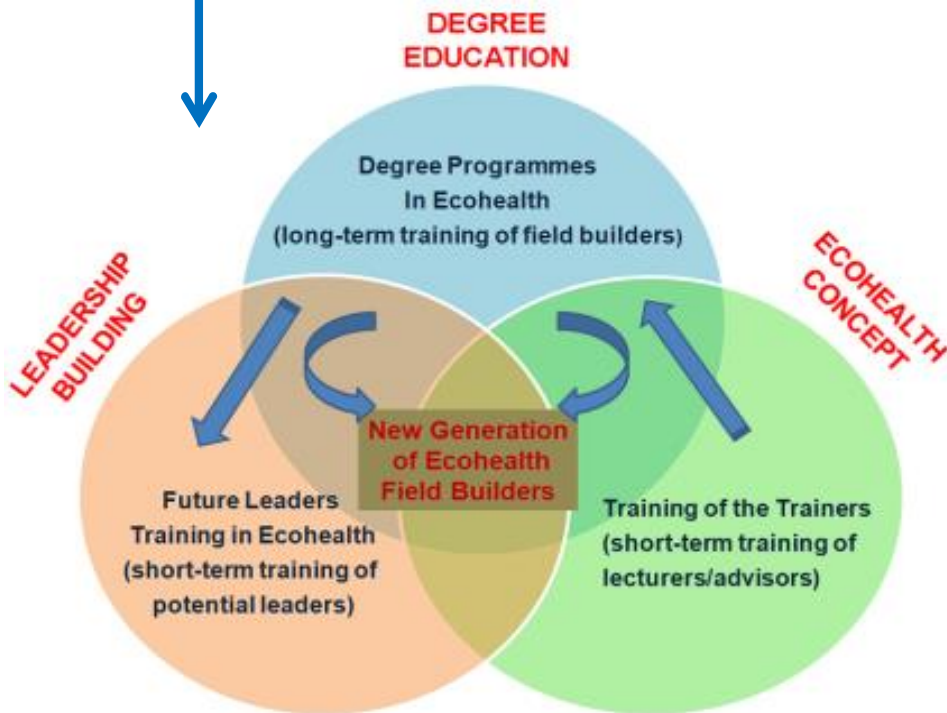 DEGREE
EDUCATION
Degree Programmes
In Ecohealth
(long-term training of field builders)
LEADERSHIP
BUILDING
ECOHEALTH
CONCEPT
New Generation
of Ecohealth
Field Builders
Future Leaders
Training in Ecohealth
(short-term training of
potential leaders)
Training of the Trainers
(short-term training of
lecturers/advisors)